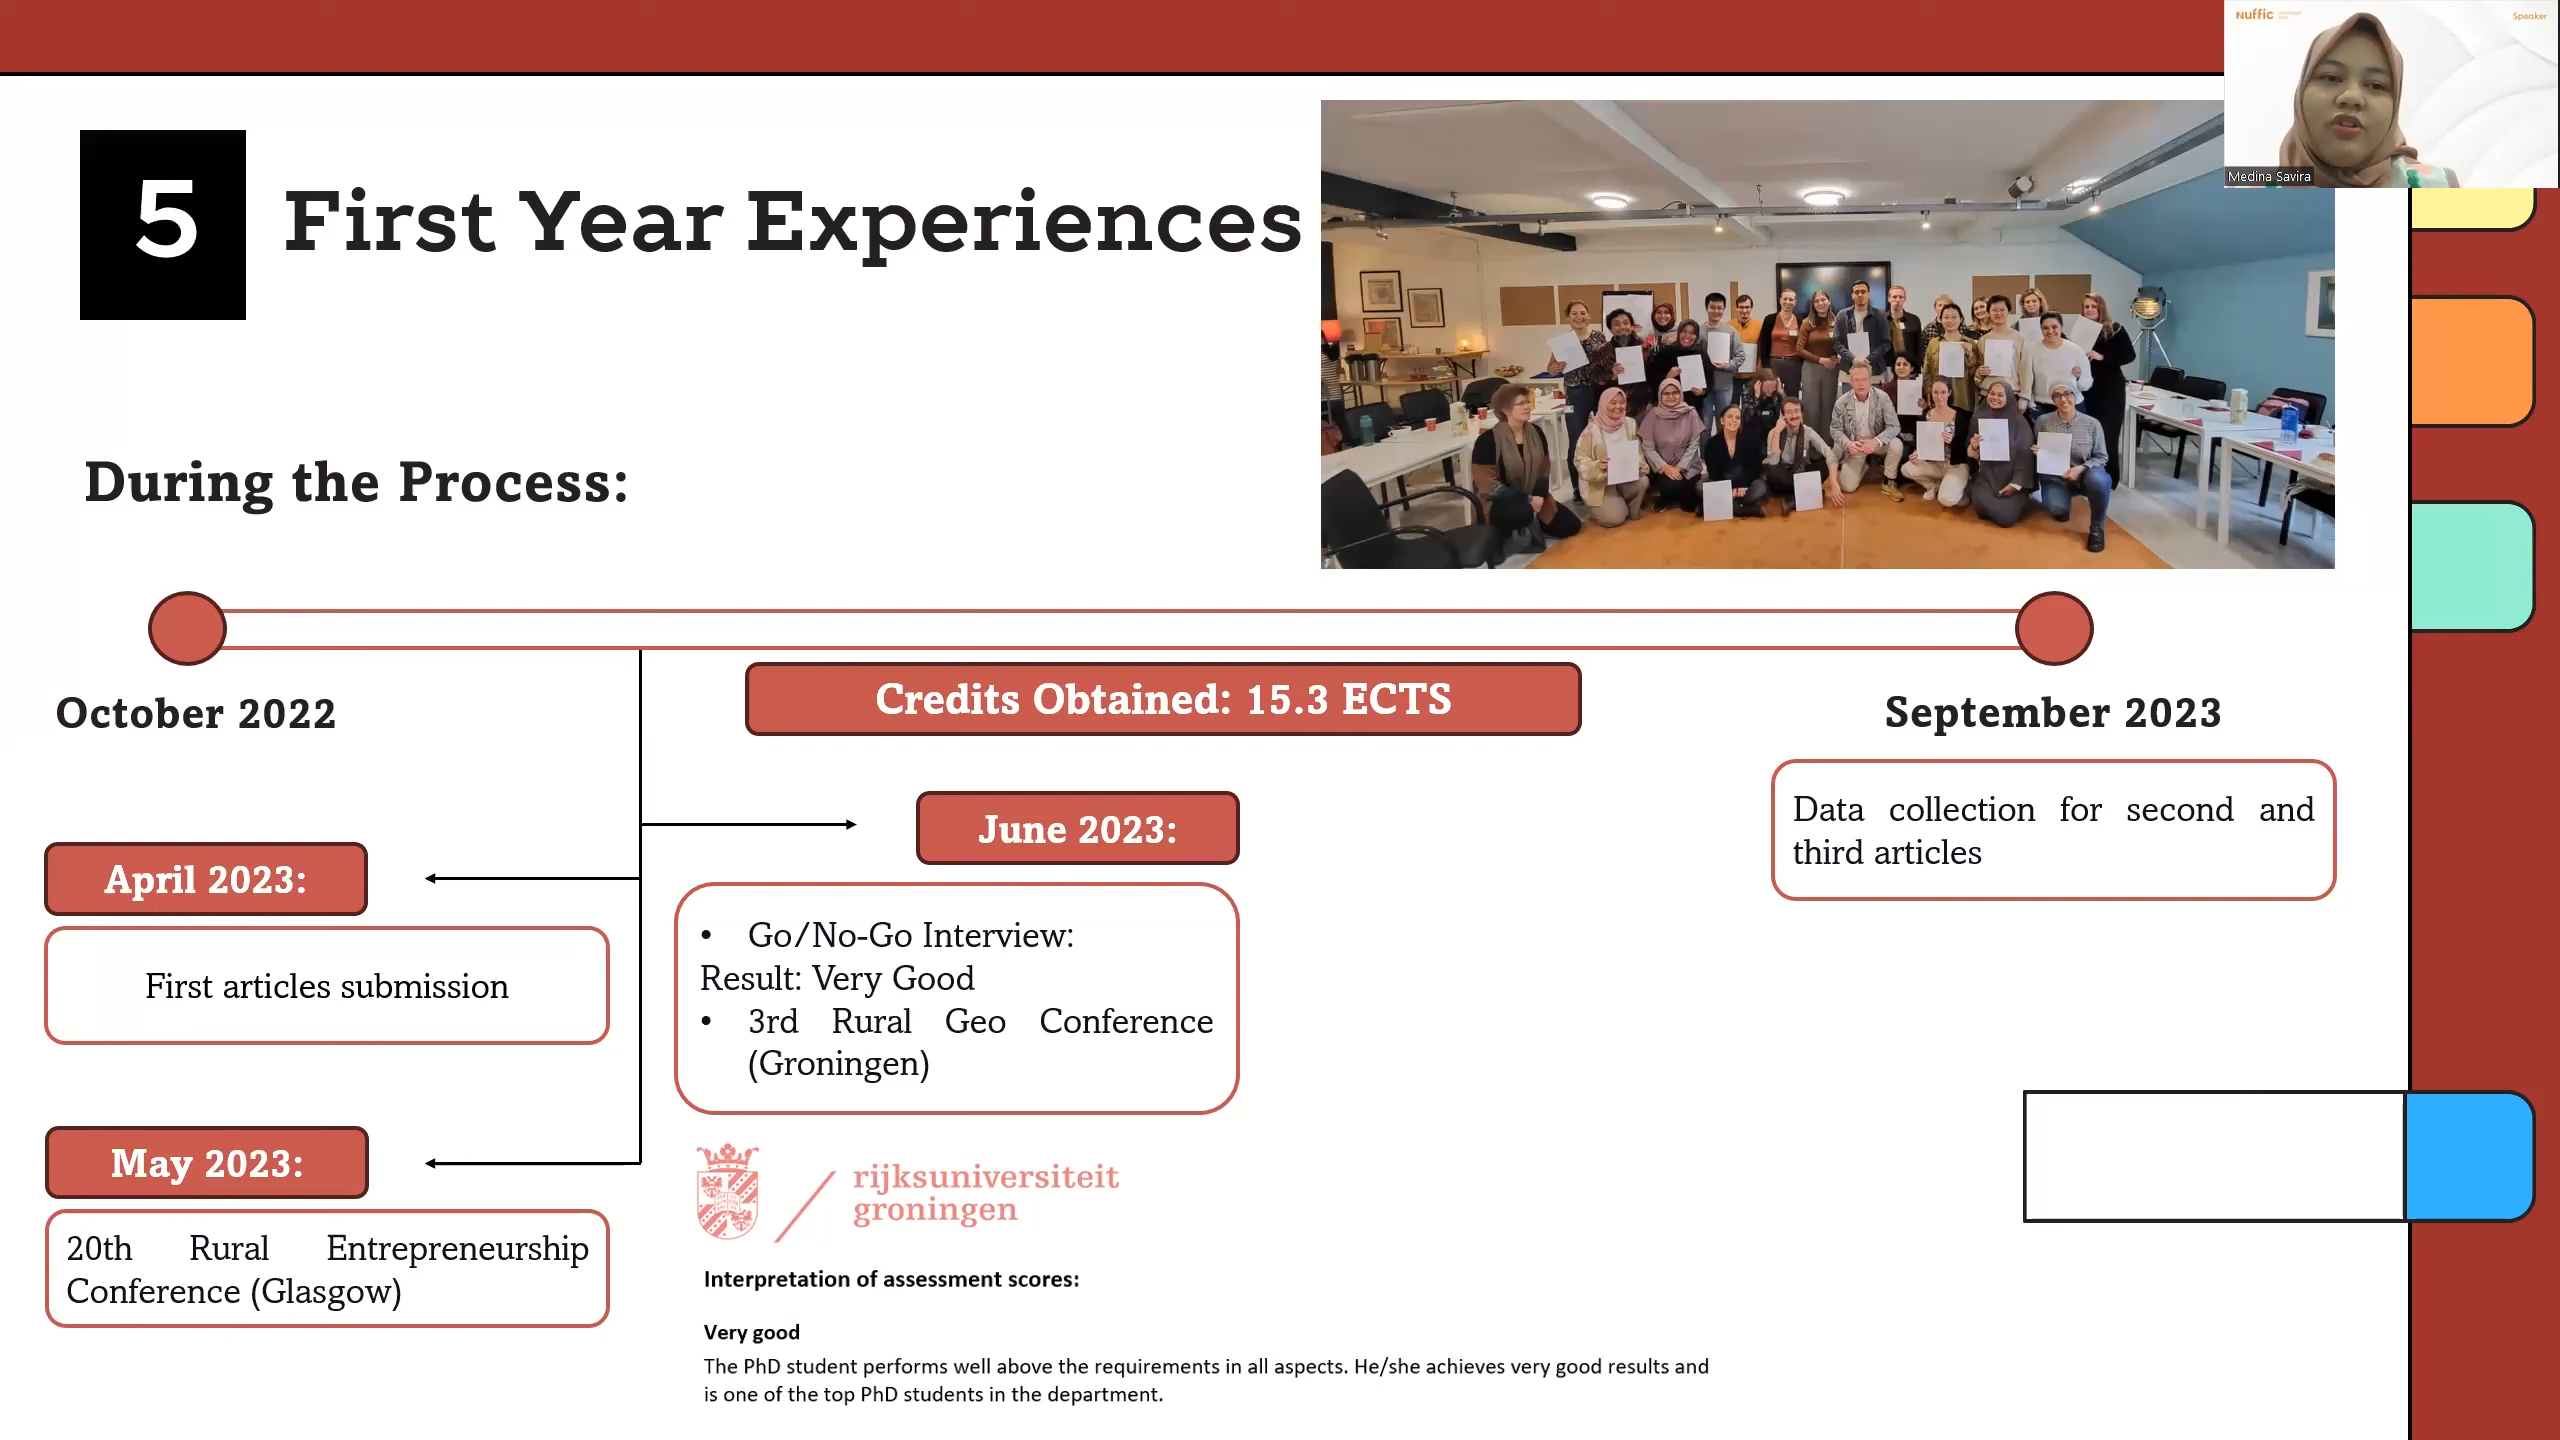 Nuffic
Speaker
Medina Savira
5
First Year Experiences
During the Process:
October 2022
September 2023
Credits Obtained: 15.3 ECTS
Data collection for second and
third articles
June 2023:
April 2023:
• Go/No-Go Interview:
Result: Very Good
• 3rd Rural Geo Conference
(Groningen)
First articles submission
May 2023:
20th Rural Entrepreneurship
Conference (Glasgow)
rijksuniversiteit
groningen
Interpretation of assessment scores:
Very good
The PhD student performs well above the requirements in all aspects. He/she achieves very good results and
is one of the top PhD students in the department.